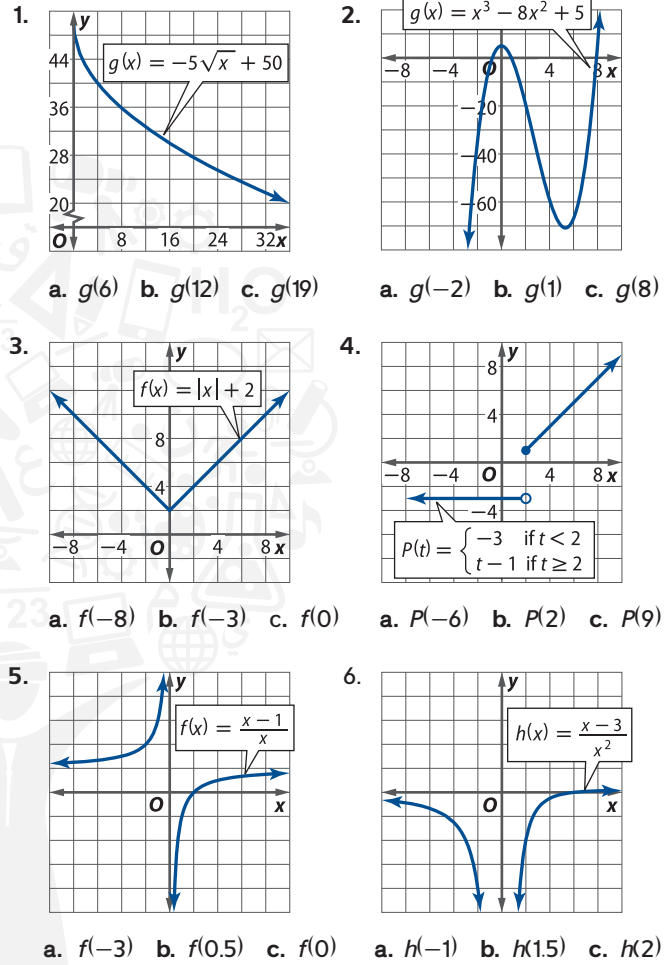 1.
y
44
36
28
20
O
8 16 24 32 x
g(x) = −5√x + 50
a. g(6) b. g(12) c. g(19)
2.
g(x) = x³ − 8x² + 5
−8 −4 O 4 8 x
−20
−40
−60
a. g(−2) b. g(1) c. g(8)
3.
y
f(x) = |x| + 2
8
4
−8 −4 O 4 8 x
a. f(−8) b. f(−3) c. f(0)
4.
y
8
4
−8 −4 O 4 8 x
−4
P(t) = { −3 if t < 2
t − 1 if t ≥ 2
a. P(−6) b. P(2) c. P(9)
5.
y
f(x) = (x − 1)/x
O x
a. f(−3) b. f(0.5) c. f(0)
6.
y
h(x) = (x − 3)/x²
O x
a. h(−1) b. h(1.5) c. h(2)
H₂O
23